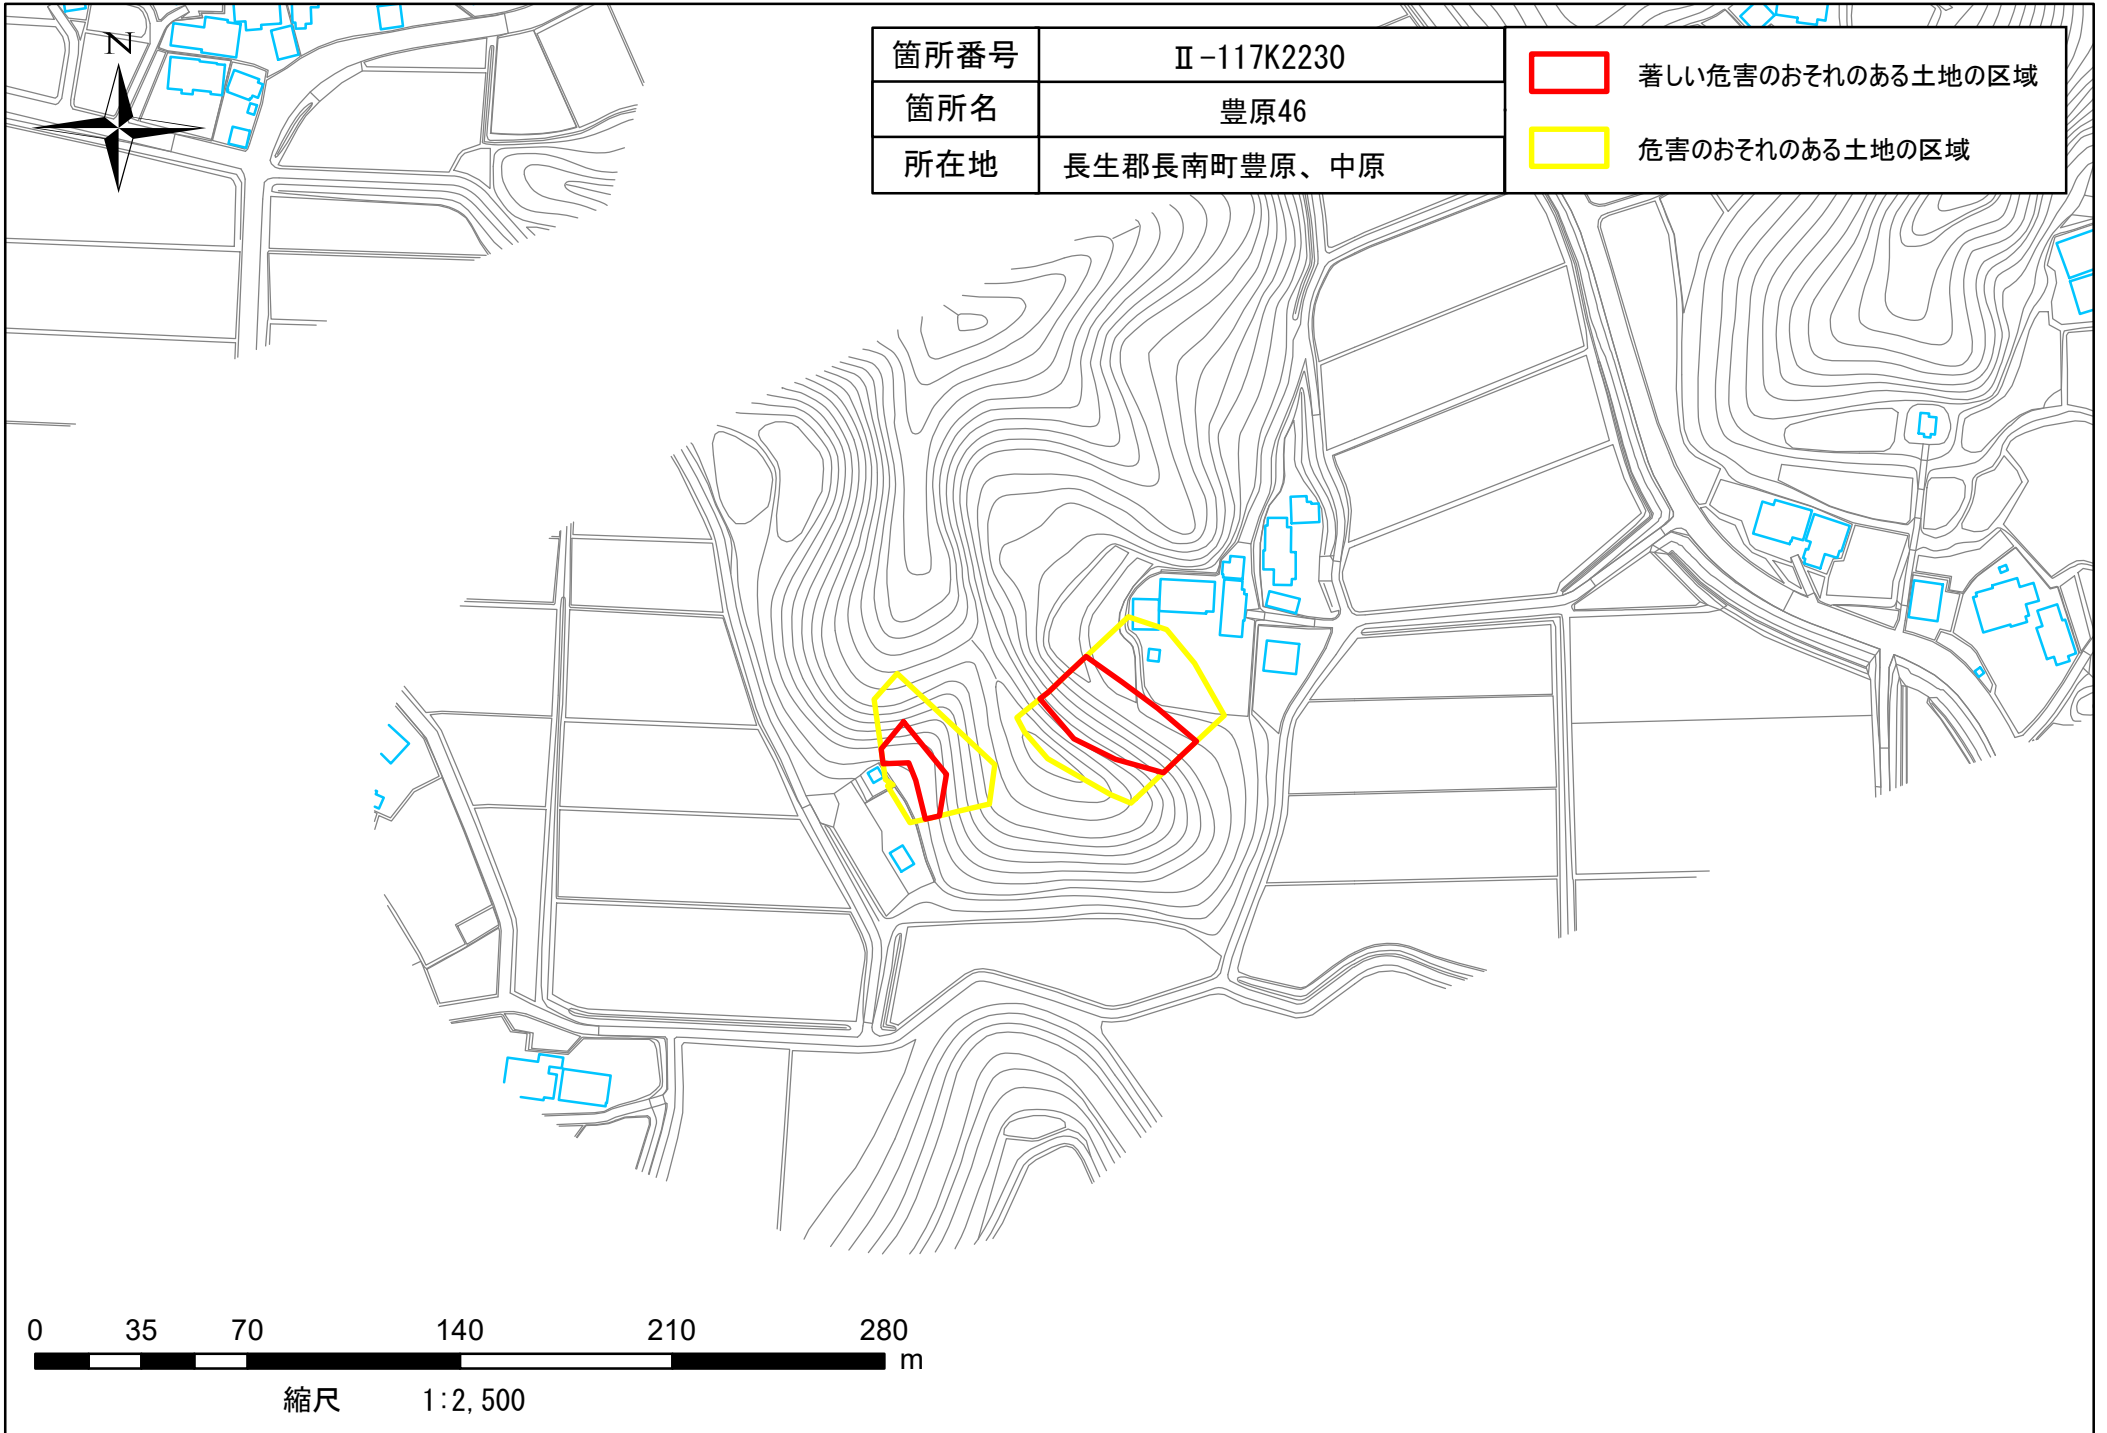 N
箇所番号 Ⅱ-117K2230
箇所名 豊原46
所在地 長生郡長南町豊原、中原
著しい危害のおそれのある土地の区域
危害のおそれのある土地の区域
0 35 70 140 210 280
m
縮尺 1:2,500